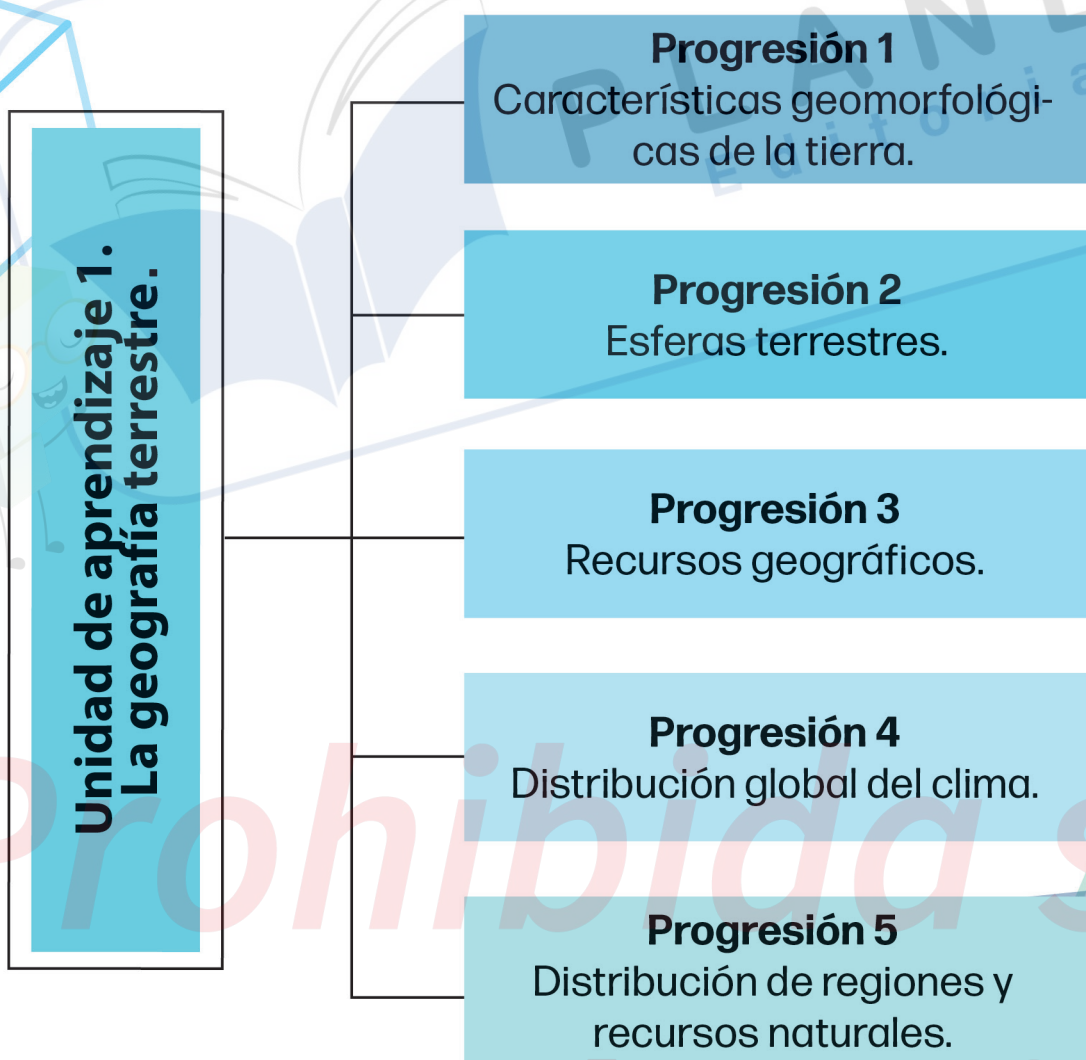 Unidad de aprendizaje 1.
La geografía terrestre.
Progresión 1
Características geomorfológi-
cas de la tierra.
Progresión 2
Esferas terrestres.
Progresión 3
Recursos geográficos.
Progresión 4
Distribución global del clima.
Progresión 5
Distribución de regiones y
recursos naturales.
Prohibida s